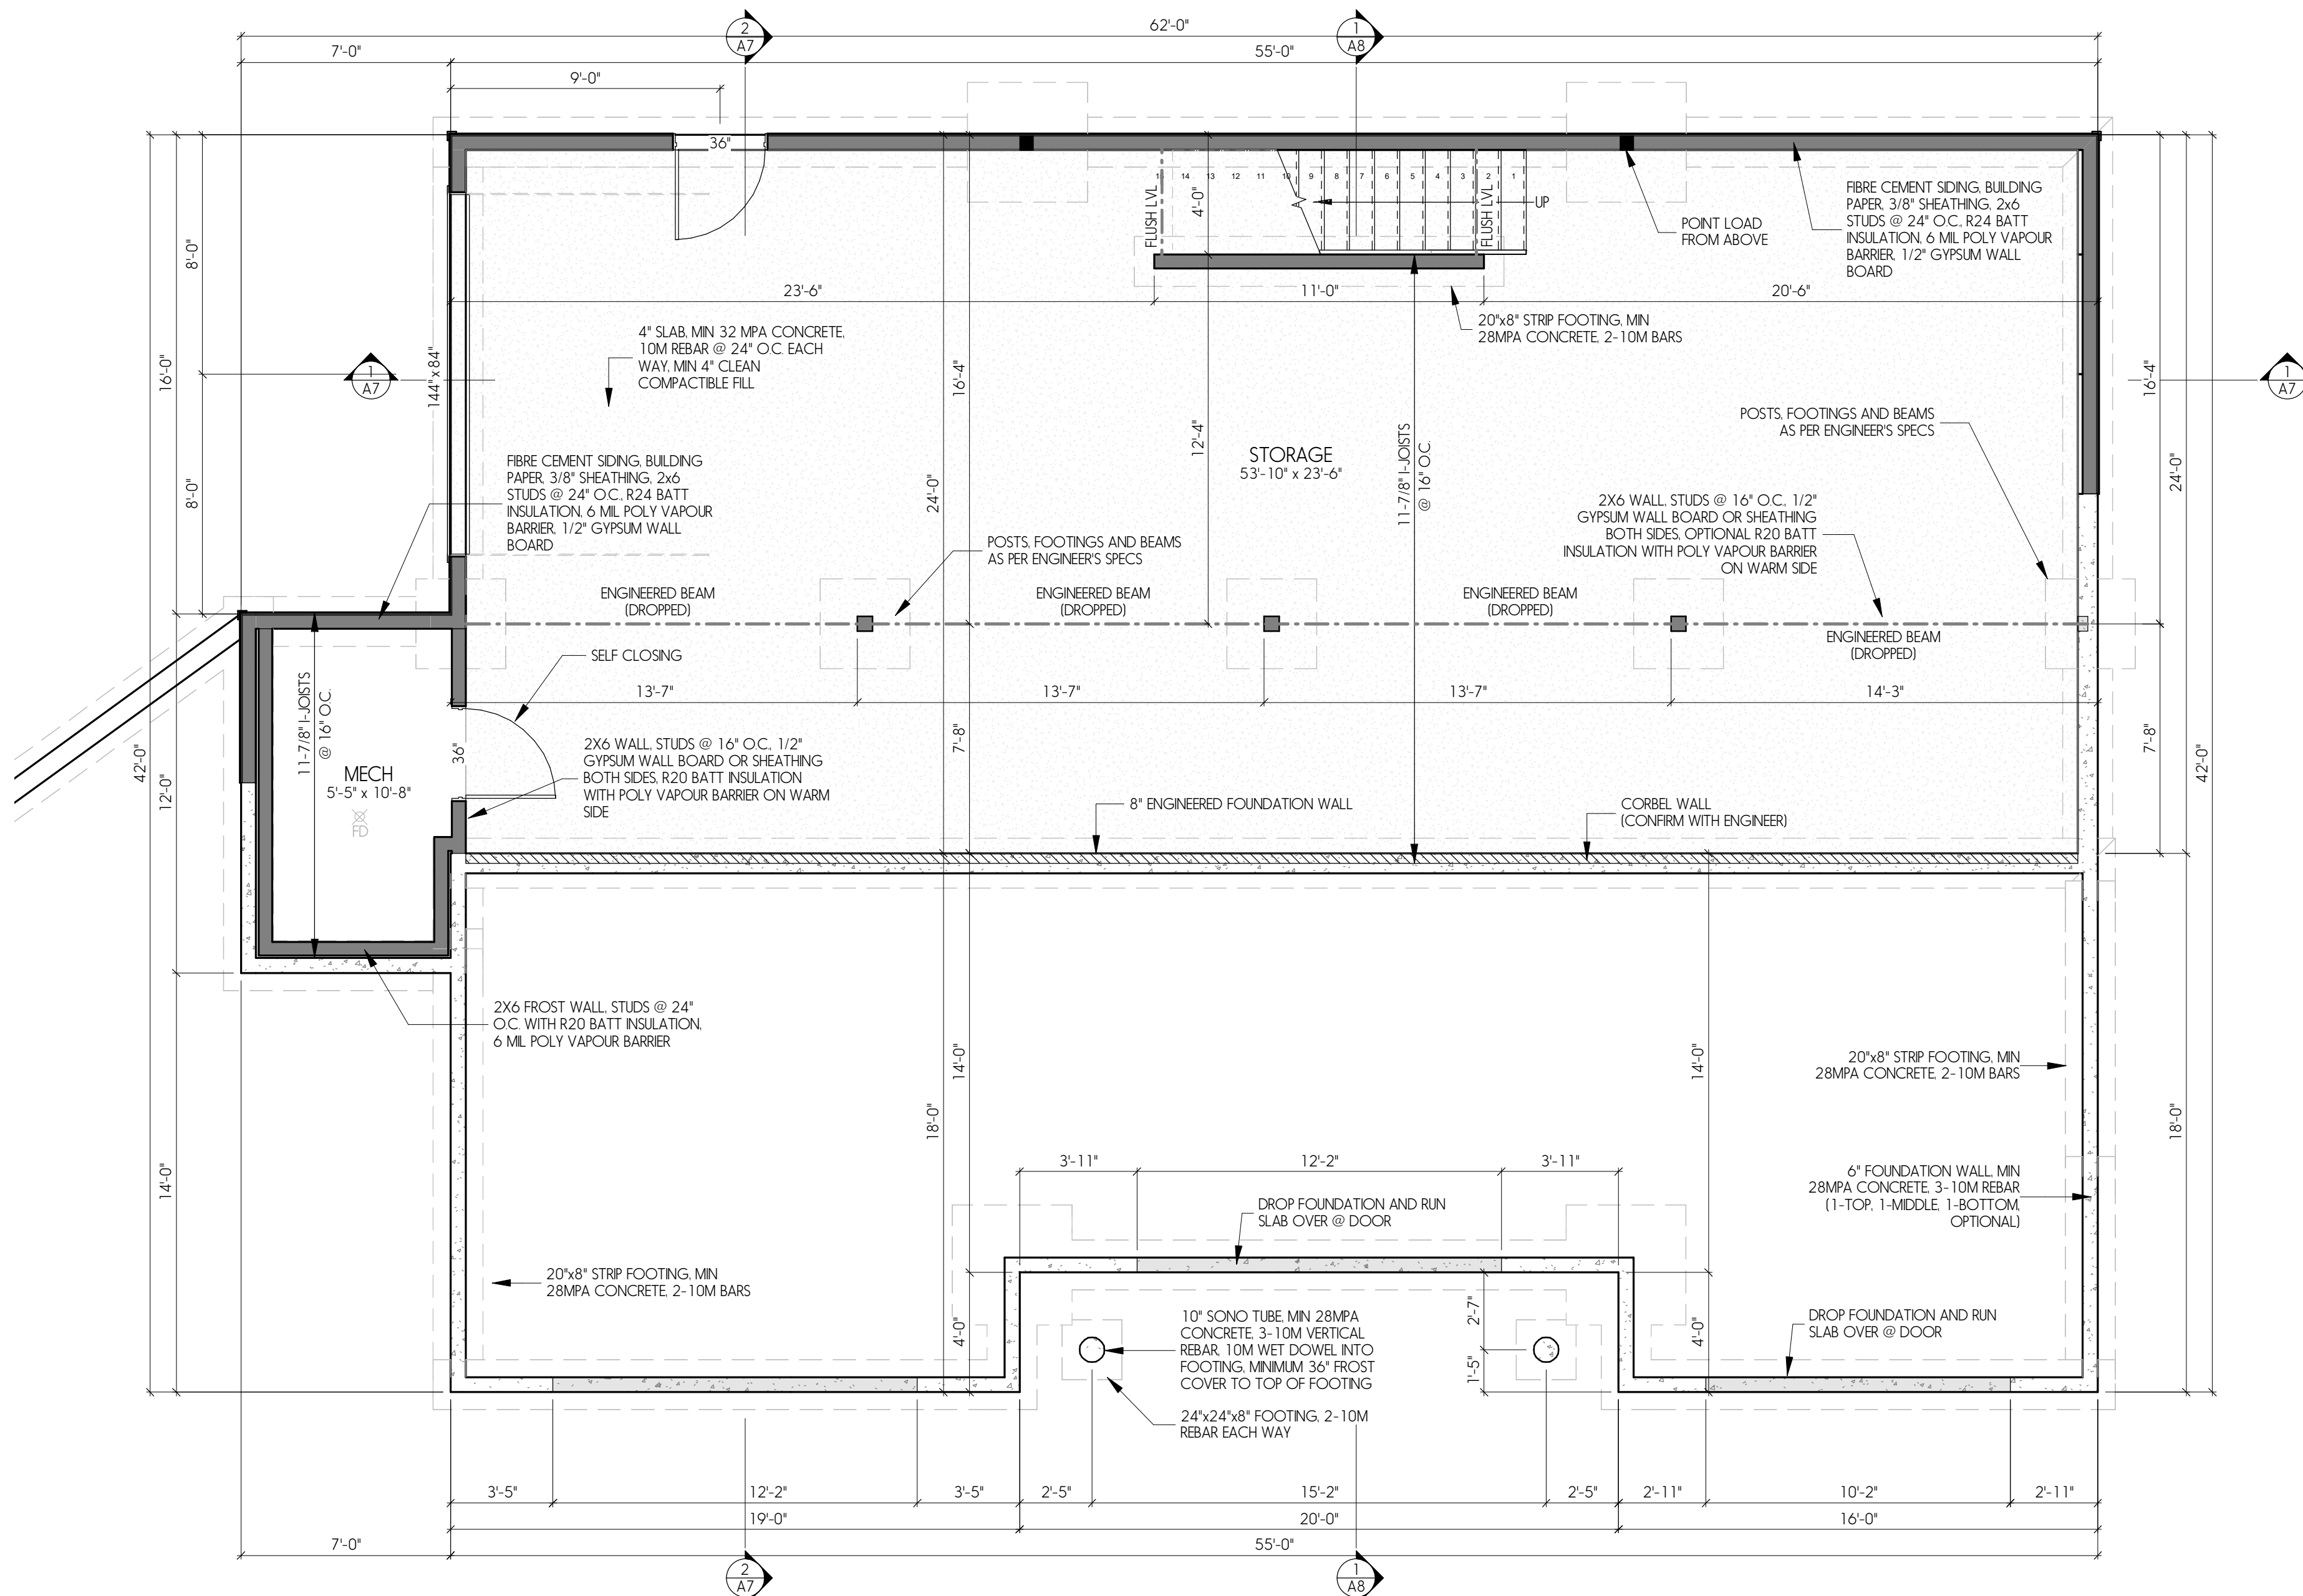 2
A7
62'-0"
1
A8
7'-0"
55'-0"
9'-0"
36"
1 14 13 12 11 10 9 8 7 6 5 4 3 2 1
FLUSH LVL
4'-0"
FLUSH LVL
UP
POINT LOAD
FROM ABOVE
FIBRE CEMENT SIDING, BUILDING
PAPER, 3/8" SHEATHING, 2x6
STUDS @ 24" O.C., R24 BATT
INSULATION, 6 MIL POLY VAPOUR
BARRIER, 1/2" GYPSUM WALL
BOARD
8'-0"
23'-6"
11'-0"
20'-6"
4" SLAB, MIN 32 MPA CONCRETE,
10M REBAR @ 24" O.C. EACH
WAY, MIN 4" CLEAN
COMPACTIBLE FILL
20"x8" STRIP FOOTING, MIN
28MPA CONCRETE, 2-10M BARS
16'-0"
1
A7
144"x 84"
16'-4"
16'-4"
1
A7
12'-4"
11-7/8" I-JOISTS
@ 16" O.C.
POSTS, FOOTINGS AND BEAMS
AS PER ENGINEER'S SPECS
STORAGE
53'-10" x 23'-6"
8'-0"
FIBRE CEMENT SIDING, BUILDING
PAPER, 3/8" SHEATHING, 2x6
STUDS @ 24" O.C., R24 BATT
INSULATION, 6 MIL POLY VAPOUR
BARRIER, 1/2" GYPSUM WALL
BOARD
24'-0"
24'-0"
2X6 WALL, STUDS @ 16" O.C., 1/2"
GYPSUM WALL BOARD OR SHEATHING
BOTH SIDES, OPTIONAL R20 BATT
INSULATION WITH POLY VAPOUR BARRIER
ON WARM SIDE
POSTS, FOOTINGS AND BEAMS
AS PER ENGINEER'S SPECS
ENGINEERED BEAM
(DROPPED)
ENGINEERED BEAM
(DROPPED)
ENGINEERED BEAM
(DROPPED)
ENGINEERED BEAM
(DROPPED)
SELF CLOSING
13'-7"
13'-7"
13'-7"
14'-3"
11-7/8" I-JOISTS
@ 16" O.C.
42'-0"
12'-0"
MECH
5'-5" x 10'-8"
FD
36"
7'-8"
7'-8"
42'-0"
2X6 WALL, STUDS @ 16" O.C., 1/2"
GYPSUM WALL BOARD OR SHEATHING
BOTH SIDES, R20 BATT INSULATION
WITH POLY VAPOUR BARRIER ON WARM
SIDE
8" ENGINEERED FOUNDATION WALL
CORBEL WALL
(CONFIRM WITH ENGINEER)
2X6 FROST WALL, STUDS @ 24"
O.C. WITH R20 BATT INSULATION,
6 MIL POLY VAPOUR BARRIER
14'-0"
14'-0"
20"x8" STRIP FOOTING, MIN
28MPA CONCRETE, 2-10M BARS
18'-0"
18'-0"
14'-0"
3'-11"
12'-2"
3'-11"
6" FOUNDATION WALL, MIN
28MPA CONCRETE, 3-10M REBAR
(1-TOP, 1-MIDDLE, 1-BOTTOM,
OPTIONAL)
DROP FOUNDATION AND RUN
SLAB OVER @ DOOR
20"x8" STRIP FOOTING, MIN
28MPA CONCRETE, 2-10M BARS
4'-0"
10" SONO TUBE, MIN 28MPA
CONCRETE, 3-10M VERTICAL
REBAR, 10M WET DOWEL INTO
FOOTING, MINIMUM 36" FROST
COVER TO TOP OF FOOTING
2'-7"
1'-5"
4'-0"
DROP FOUNDATION AND RUN
SLAB OVER @ DOOR
24"x24"x8" FOOTING, 2-10M
REBAR EACH WAY
3'-5"
12'-2"
3'-5"
2'-5"
15'-2"
2'-5"
2'-11"
10'-2"
2'-11"
19'-0"
20'-0"
16'-0"
7'-0"
55'-0"
2
A7
1
A8